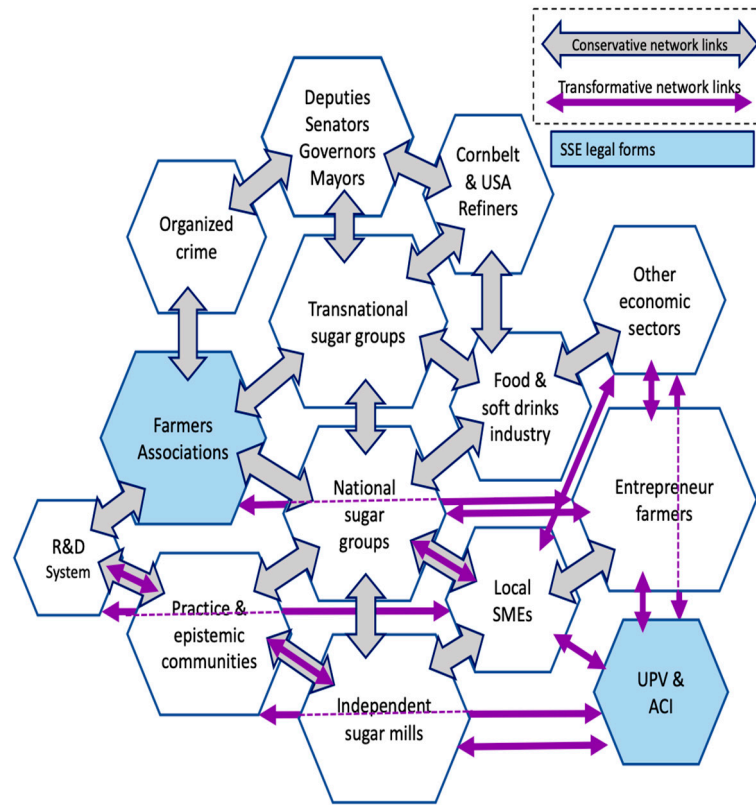 Conservative network links
Transformative network links
SSE legal forms
Deputies
Senators
Governors
Mayors
Cornbelt
& USA
Refiners
Organized
crime
Other
economic
sectors
Transnational
sugar groups
Food &
soft drinks
industry
Farmers
Associations
National
sugar
groups
Entrepreneur
farmers
R&D
System
Practice &
epistemic
communities
Local
SMEs
Independent
sugar mills
UPV &
ACI